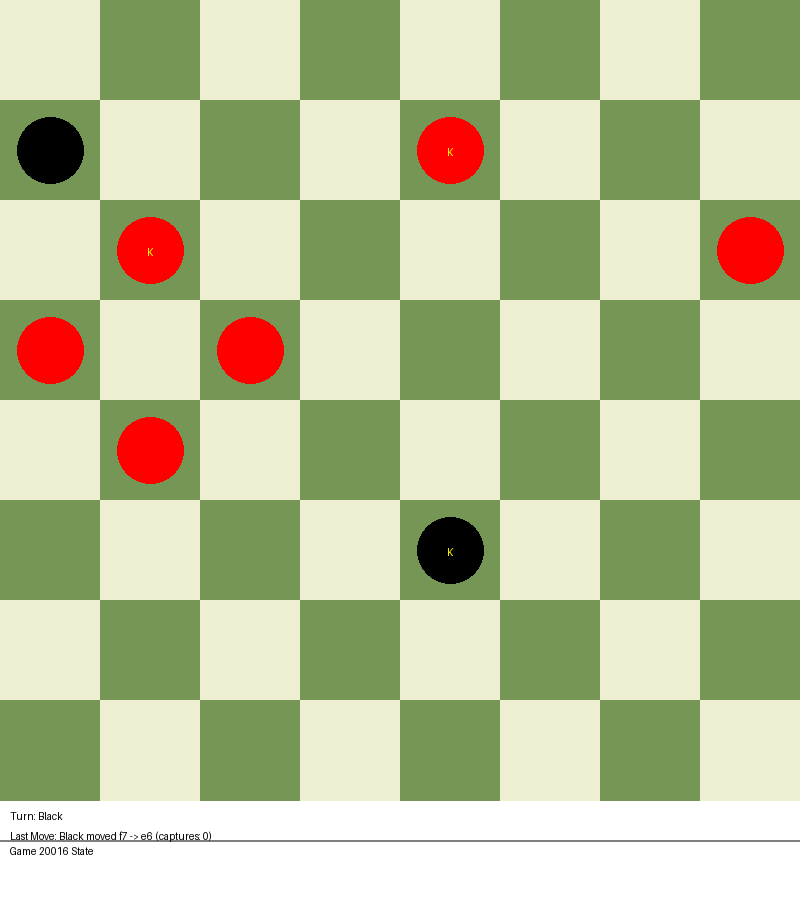 K
K
K
Turn: Black
Last Move: Black moved f7 -> e6 (captures: 0)
Game 20016 State